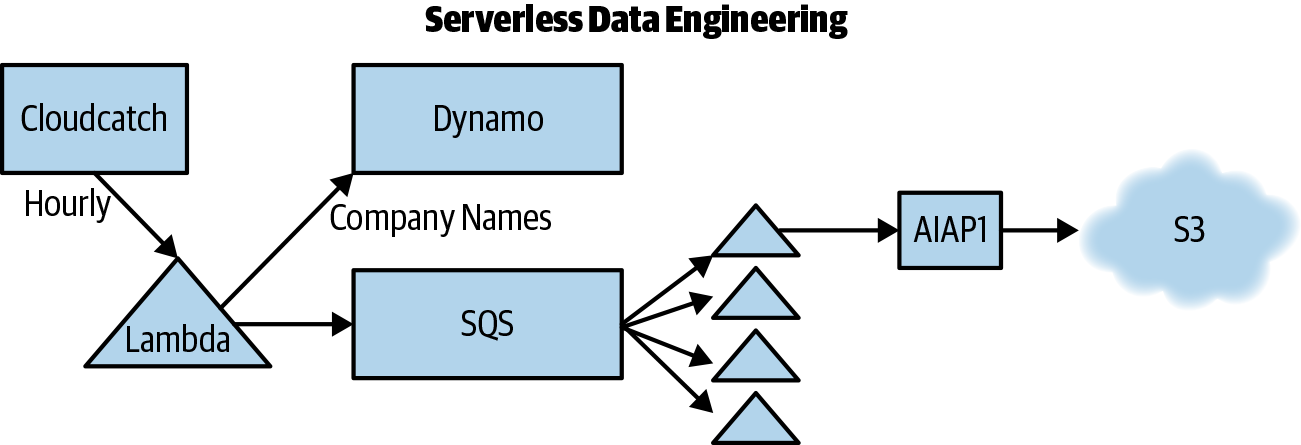 Serverless Data Engineering
Cloudcatch
Dynamo
Hourly
Company Names
Lambda
SQS
AIAP1
S3